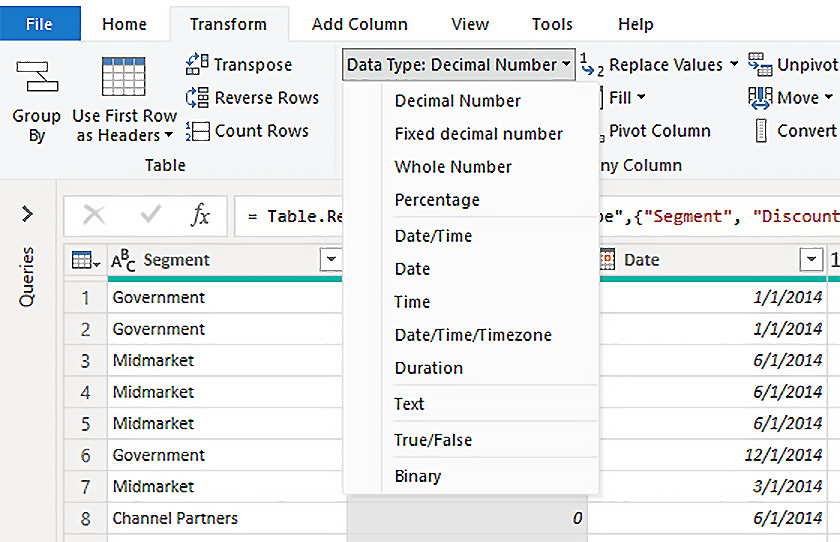 File Home Transform Add Column View Tools Help
Group By
Use First Row as Headers
Transpose
Reverse Rows
Count Rows
Table
Data Type: Decimal Number
Replace Values
Unpivot
Fill
Move
Pivot Column
Convert
ny Column
Decimal Number
Fixed decimal number
Whole Number
Percentage
Date/Time
Date
Time
Date/Time/Timezone
Duration
Text
True/False
Binary
Queries
fx = Table.Re pe",{"Segment", "Discount
ABC Segment Date
1 Government 1/1/2014
2 Government 1/1/2014
3 Midmarket 6/1/2014
4 Midmarket 6/1/2014
5 Midmarket 6/1/2014
6 Government 12/1/2014
7 Midmarket 3/1/2014
8 Channel Partners 0 6/1/2014